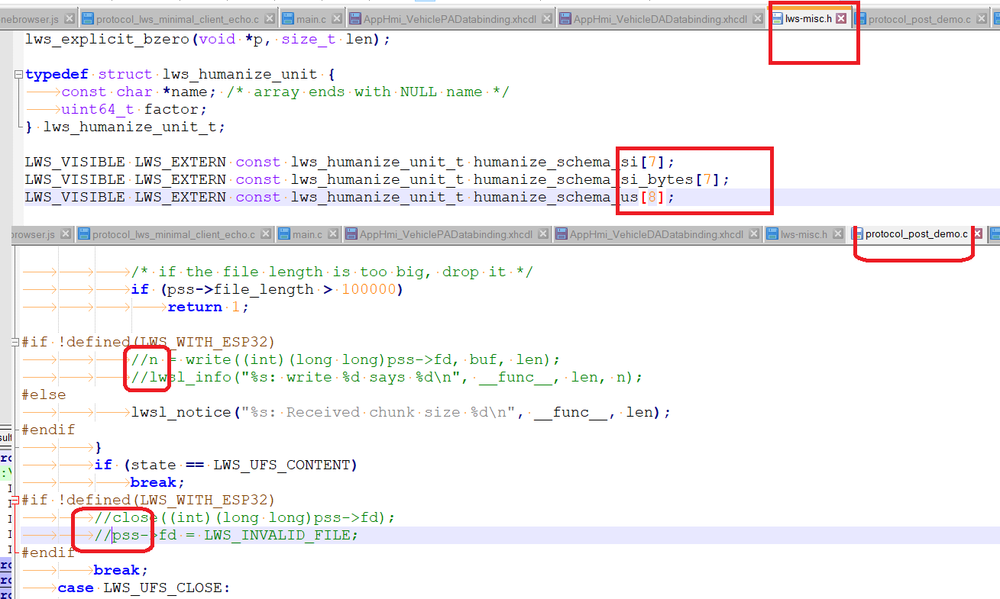 nebrowser.js protocol_lws_minimal_client_echo.c main.c AppHmi_VehiclePADatabinding.xhcdl AppHmi_VehicleDADatabinding.xhcdl lws-misc.h protocol_post_demo.c
lws_explicit_bzero(void *p, size_t len);
typedef struct lws_humanize_unit {
const char *name; /* array ends with NULL name */
uint64_t factor;
} lws_humanize_unit_t;
LWS_VISIBLE LWS_EXTERN const lws_humanize_unit_t humanize_schema_si[7];
LWS_VISIBLE LWS_EXTERN const lws_humanize_unit_t humanize_schema_si_bytes[7];
LWS_VISIBLE LWS_EXTERN const lws_humanize_unit_t humanize_schema_us[8];
browser.js protocol_lws_minimal_client_echo.c main.c AppHmi_VehiclePADatabinding.xhcdl AppHmi_VehicleDADatabinding.xhcdl lws-misc.h protocol_post_demo.c
/* if the file length is too big, drop it */
if (pss->file_length > 100000)
return 1;
#if !defined(LWS_WITH_ESP32)
//n = write((int)(long long)pss->fd, buf, len);
//lwsl_info("%s: write %d says %d\n", __func__, len, n);
#else
lwsl_notice("%s: Received chunk size %d\n", __func__, len);
#endif
}
if (state == LWS_UFS_CONTENT)
break;
#if !defined(LWS_WITH_ESP32)
//close((int)(long long)pss->fd);
//pss->fd = LWS_INVALID_FILE;
#endif
break;
case LWS_UFS_CLOSE: